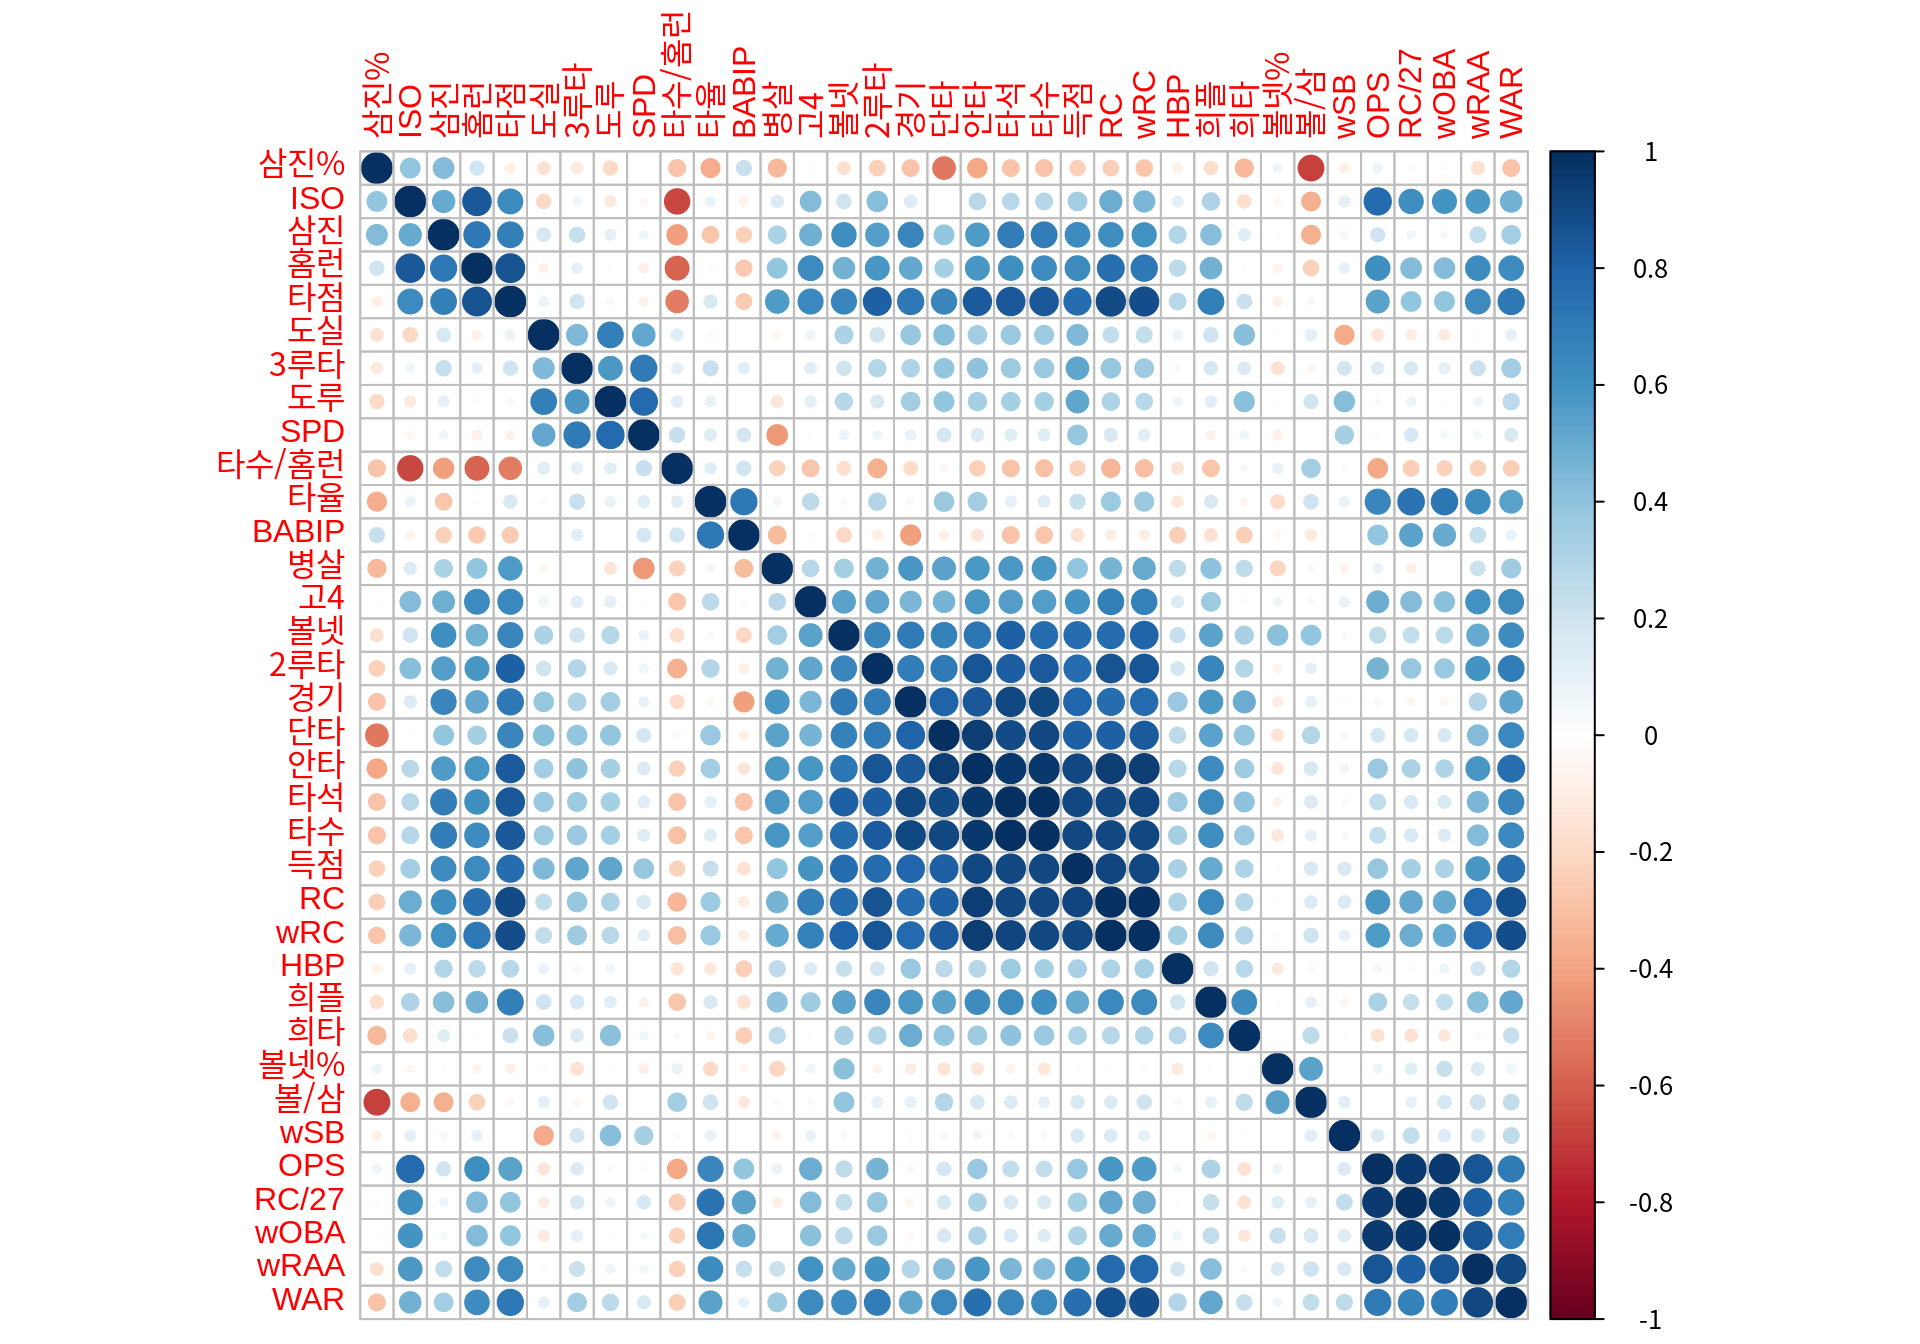 삼진% ISO 삼진 홈런 타점 도실 3루타 도루 SPD 타수/홈런 타율 BABIP 병살 고4 볼넷 2루타 경기 단타 안타 타석 타수 득점 RC wRC HBP 희플 희타 볼넷% 볼/삼 wSB OPS RC/27 wOBA wRAA WAR
삼진%
ISO
삼진
홈런
타점
도실
3루타
도루
SPD
타수/홈런
타율
BABIP
병살
고4
볼넷
2루타
경기
단타
안타
타석
타수
득점
RC
wRC
HBP
희플
희타
볼넷%
볼/삼
wSB
OPS
RC/27
wOBA
wRAA
WAR
1
0.8
0.6
0.4
0.2
0
-0.2
-0.4
-0.6
-0.8
-1